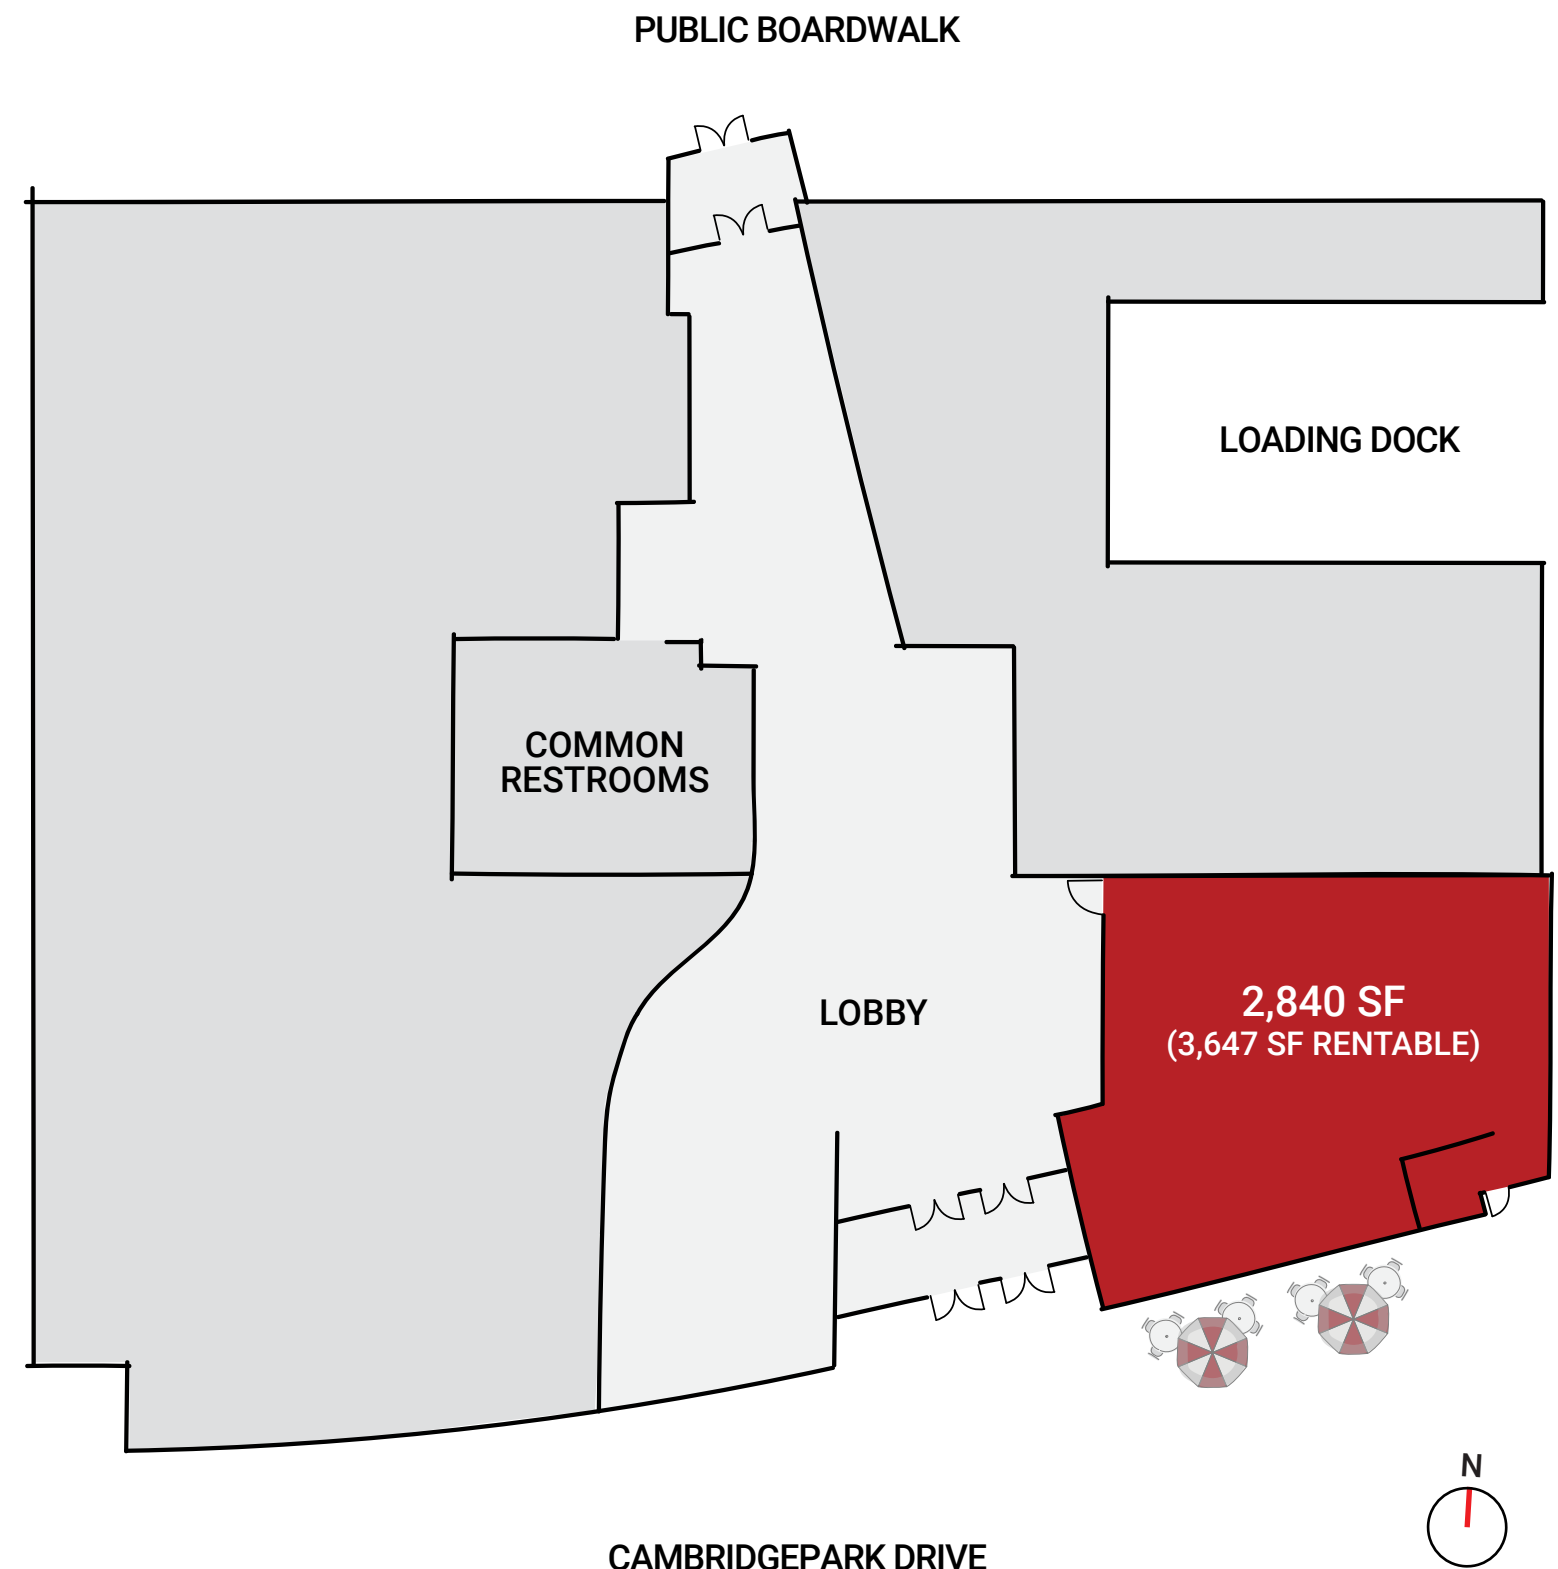 PUBLIC BOARDWALK
LOADING DOCK
COMMON
RESTROOMS
LOBBY
2,840 SF
(3,647 SF RENTABLE)
N
CAMBRIDGEPARK DRIVE